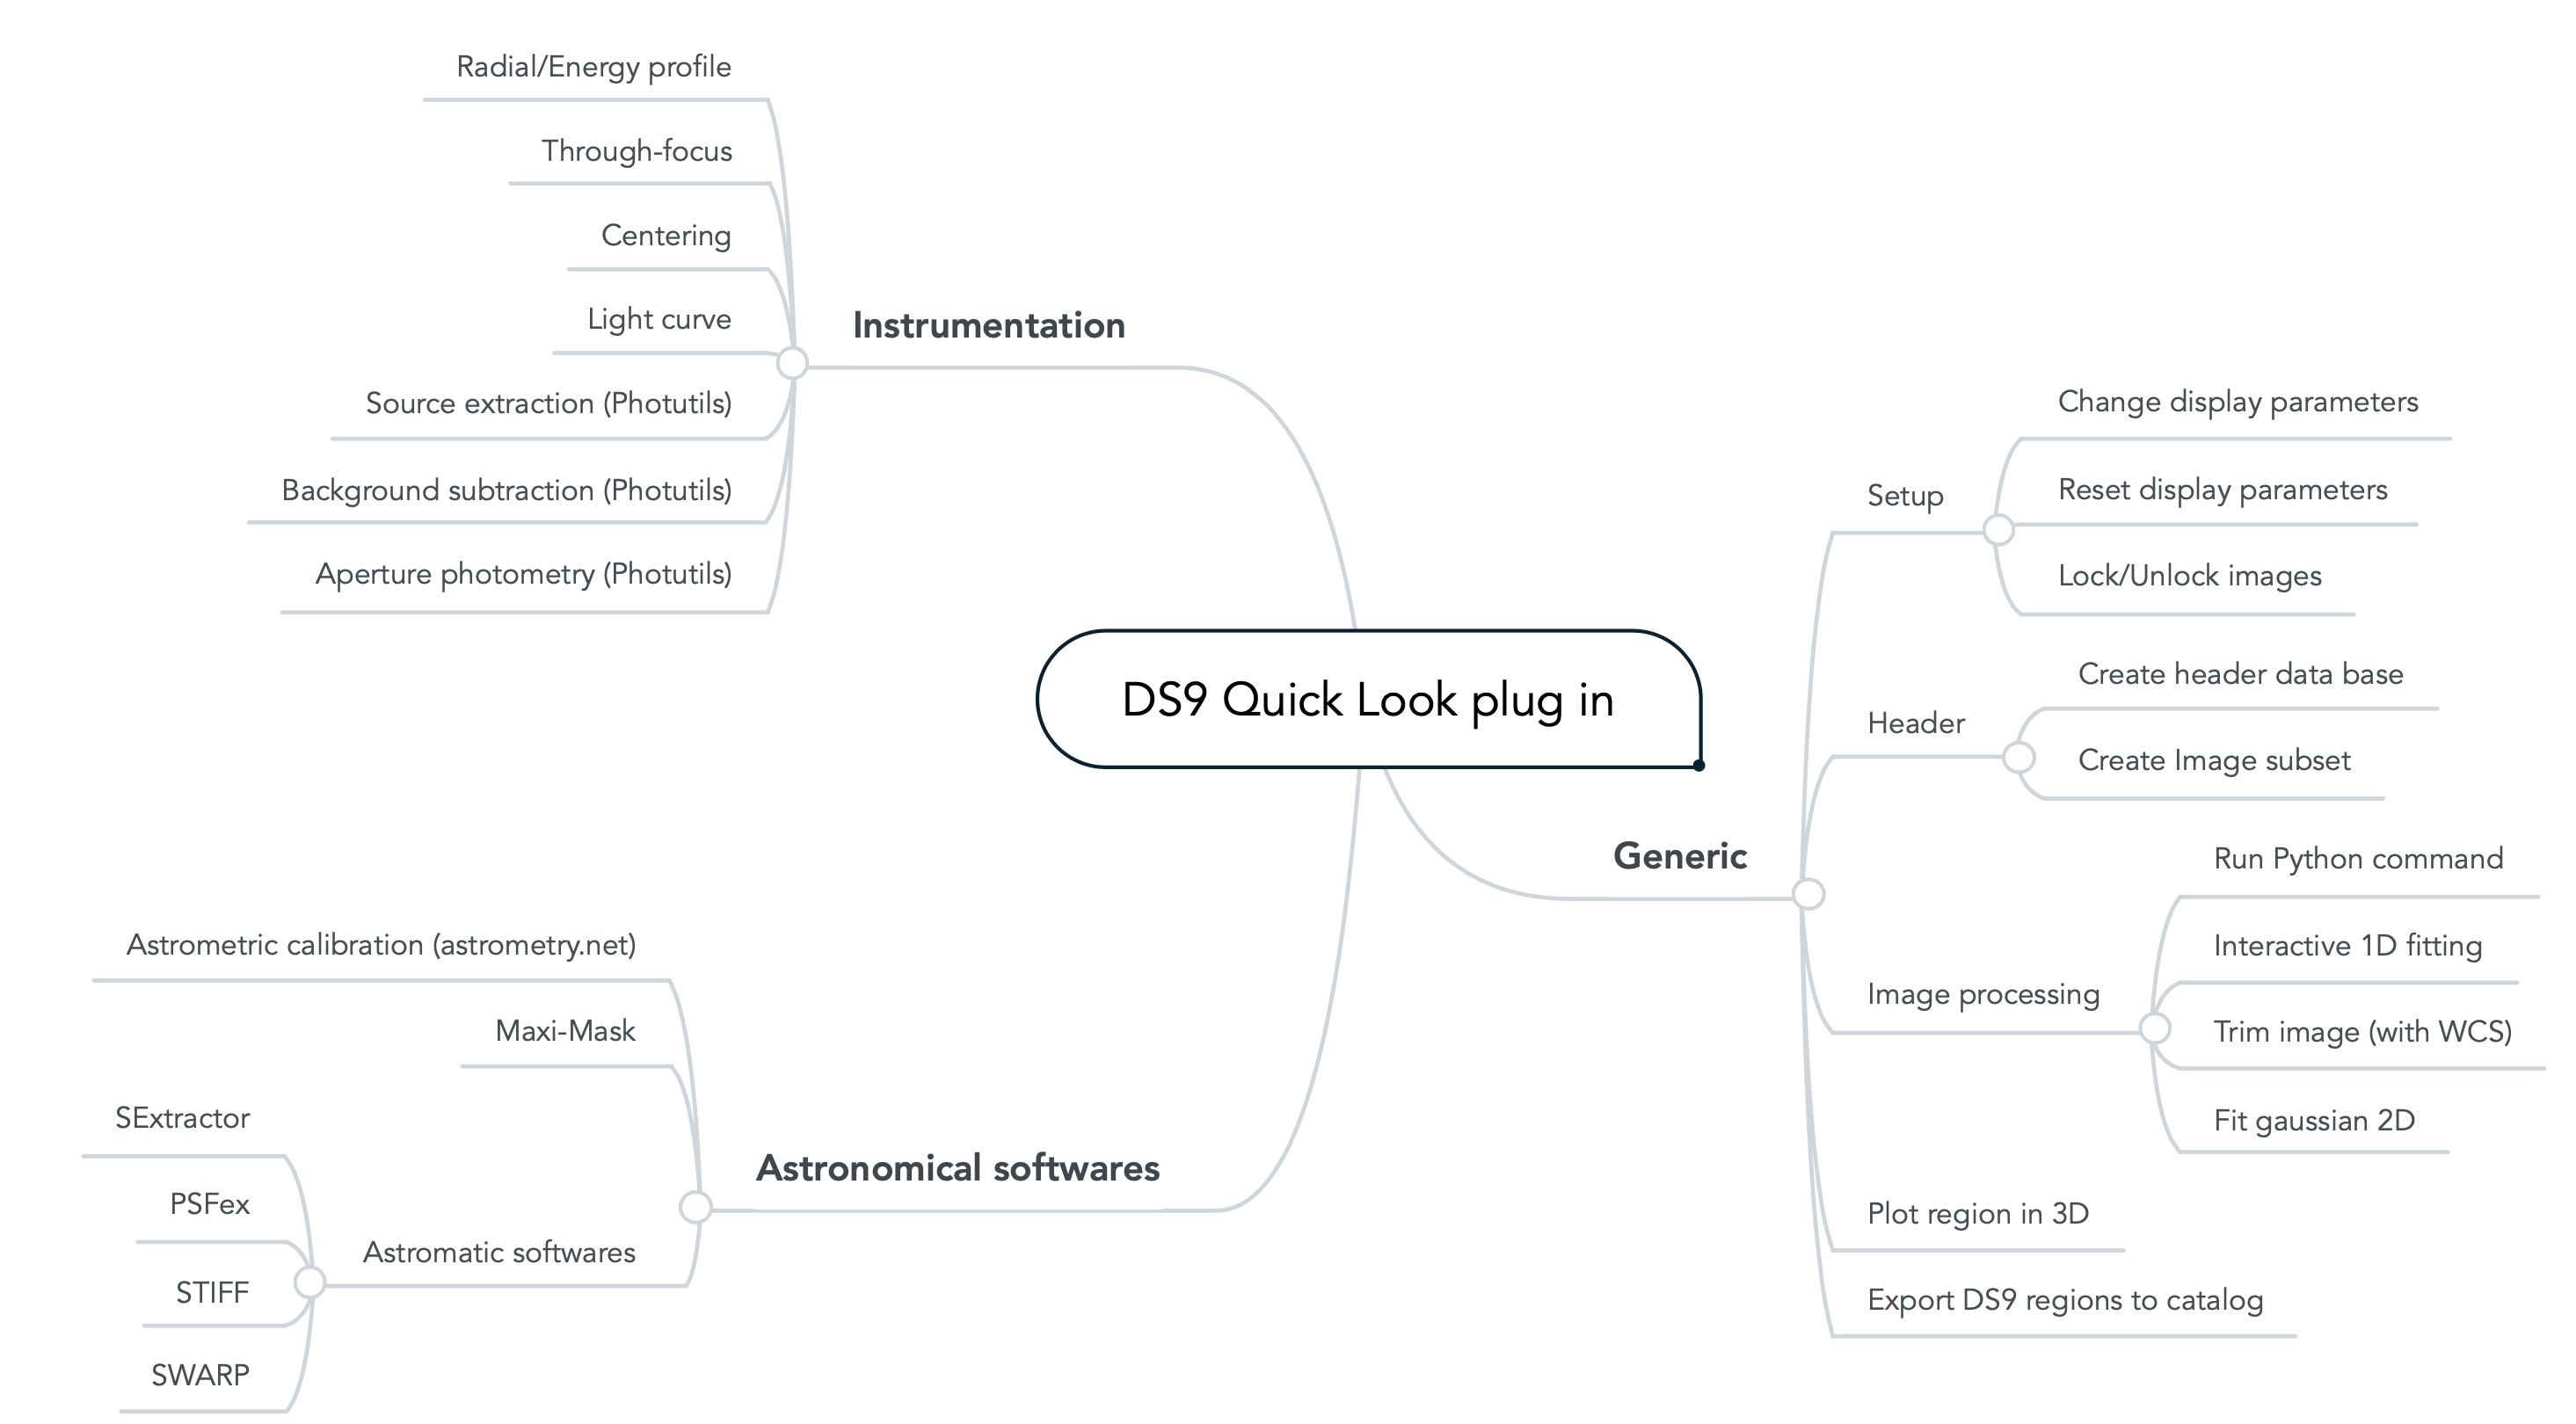 Radial/Energy profile
Through-focus
Centering
Light curve
Source extraction (Photutils)
Background subtraction (Photutils)
Aperture photometry (Photutils)
Instrumentation
DS9 Quick Look plug in
Generic
Setup
Change display parameters
Reset display parameters
Lock/Unlock images
Header
Create header data base
Create Image subset
Image processing
Run Python command
Interactive 1D fitting
Trim image (with WCS)
Fit gaussian 2D
Plot region in 3D
Export DS9 regions to catalog
Astronomical softwares
Astrometric calibration (astrometry.net)
Maxi-Mask
Astromatic softwares
SExtractor
PSFex
STIFF
SWARP